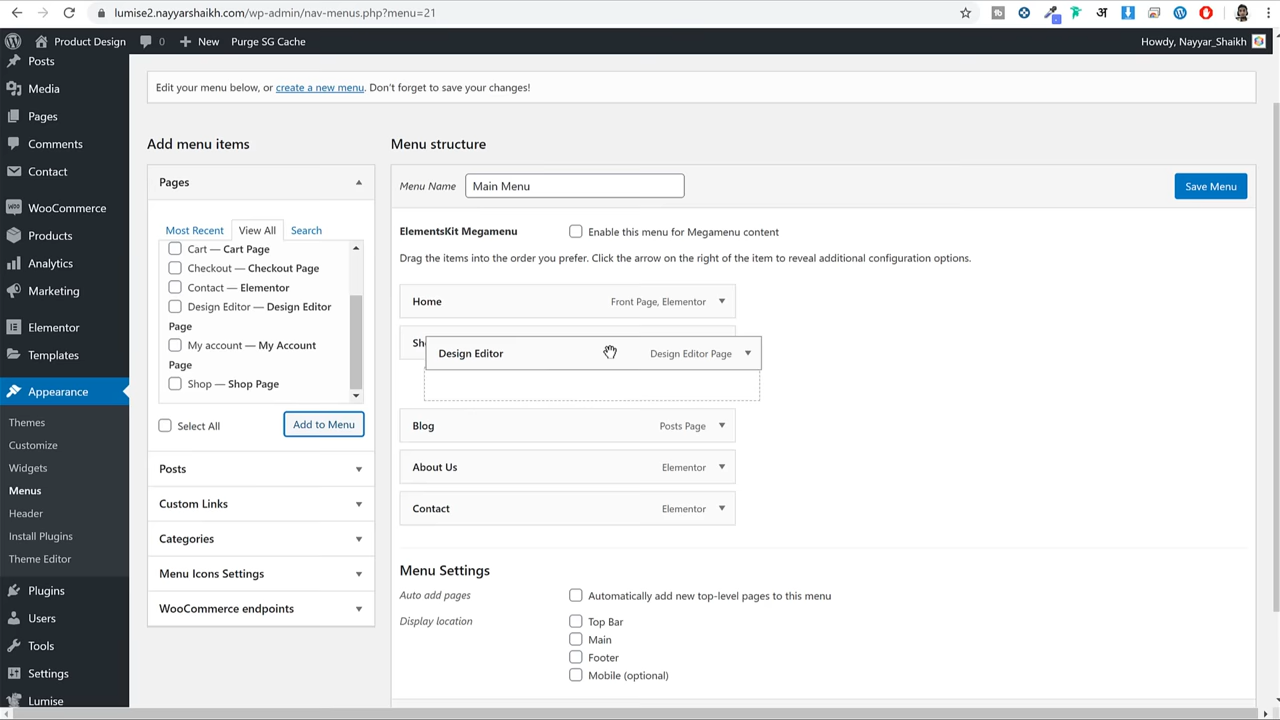 lumise2.nayyarshaikh.com/wp-admin/nav-menus.php?menu=21
Product Design
0
New
Purge SG Cache
Howdy, Nayyar_Shaikh
Posts
Media
Pages
Comments
Contact
WooCommerce
Products
Analytics
Marketing
Elementor
Templates
Appearance
Themes
Customize
Widgets
Menus
Header
Install Plugins
Theme Editor
Plugins
Users
Tools
Settings
Lumise
Edit your menu below, or create a new menu. Don't forget to save your changes!
Add menu items
Pages
Most Recent
View All
Search
Cart — Cart Page
Checkout — Checkout Page
Contact — Elementor
Design Editor — Design Editor
Page
My account — My Account
Page
Shop — Shop Page
Select All
Add to Menu
Posts
Custom Links
Categories
Menu Icons Settings
WooCommerce endpoints
Menu structure
Menu Name
Main Menu
Save Menu
ElementsKit Megamenu
Enable this menu for Megamenu content
Drag the items into the order you prefer. Click the arrow on the right of the item to reveal additional configuration options.
Home
Front Page, Elementor
Sh
Design Editor
Design Editor Page
Blog
Posts Page
About Us
Elementor
Contact
Elementor
Menu Settings
Auto add pages
Automatically add new top-level pages to this menu
Display location
Top Bar
Main
Footer
Mobile (optional)